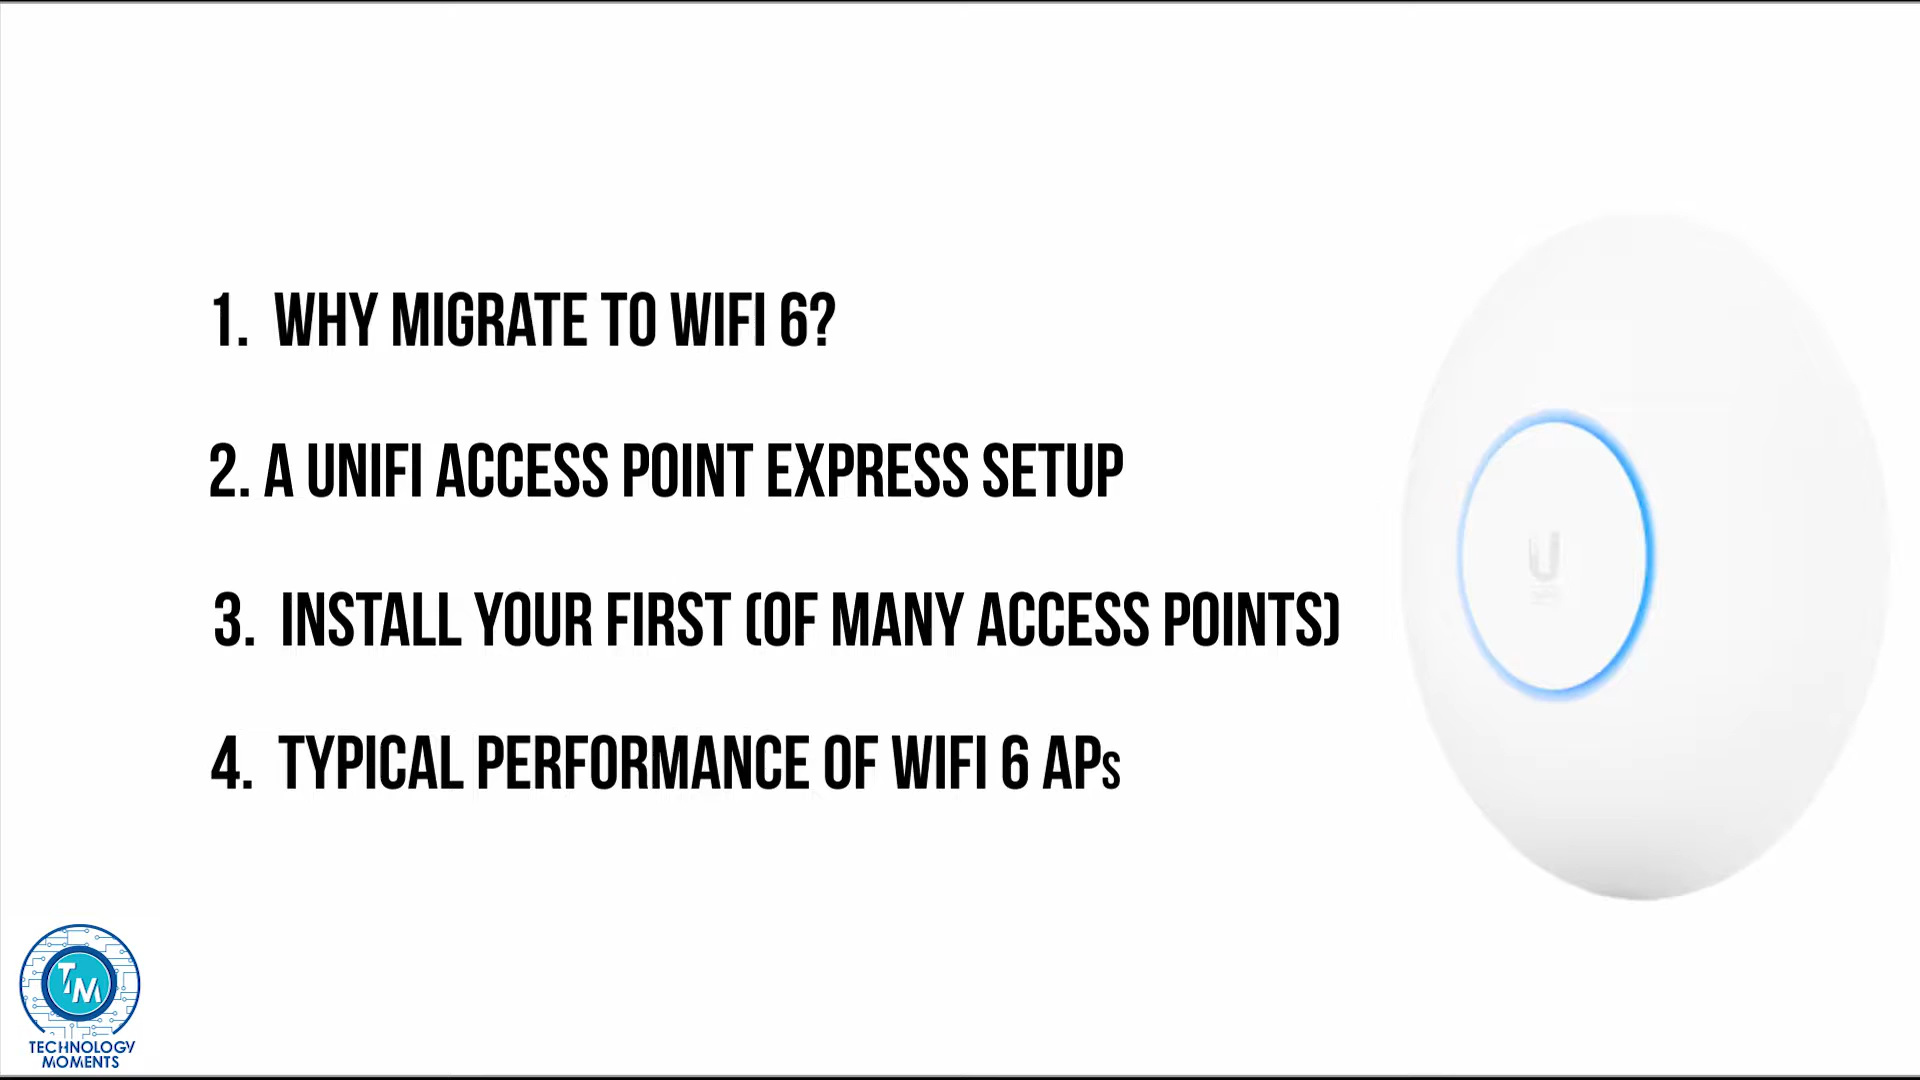 1. WHY MIGRATE TO WIFI 6?
2. A UNIFI ACCESS POINT EXPRESS SETUP
3. INSTALL YOUR FIRST (OF MANY ACCESS POINTS)
4. TYPICAL PERFORMANCE OF WIFI 6 APs
U
TM
TECHNOLOGY
MOMENTS